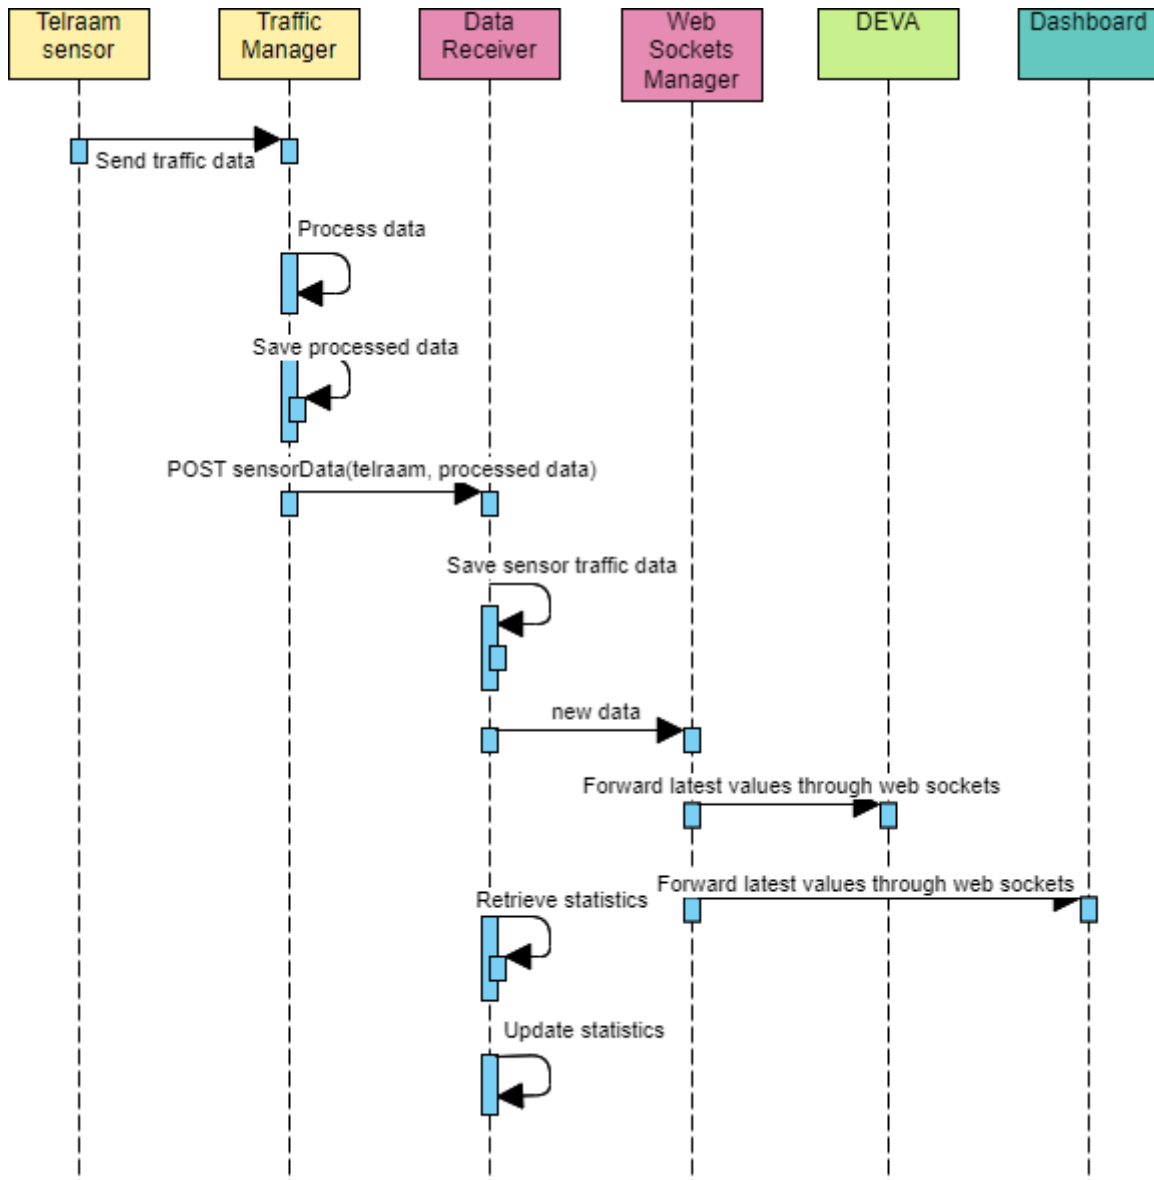 Telraam
sensor
Traffic
Manager
Data
Receiver
Web
Sockets
Manager
DEVA
Dashboard
Send traffic data
Process data
Save processed data
POST sensorData(telraam, processed data)
Save sensor traffic data
new data
Forward latest values through web sockets
Forward latest values through web sockets
Retrieve statistics
Update statistics